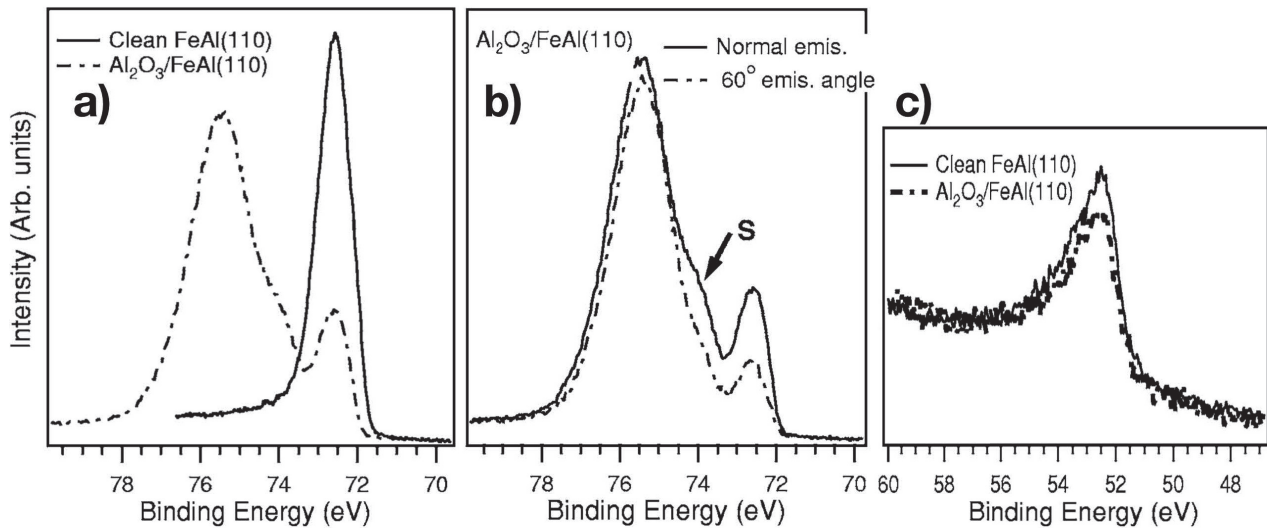 a)
Clean FeAl(110)
Al₂O₃/FeAl(110)
Intensity (Arb. units)
78 76 74 72 70
Binding Energy (eV)
b)
Al₂O₃/FeAl(110)
Normal emis.
60° emis. angle
S
78 76 74 72 70
Binding Energy (eV)
c)
Clean FeAl(110)
Al₂O₃/FeAl(110)
60 58 56 54 52 50 48
Binding Energy (eV)